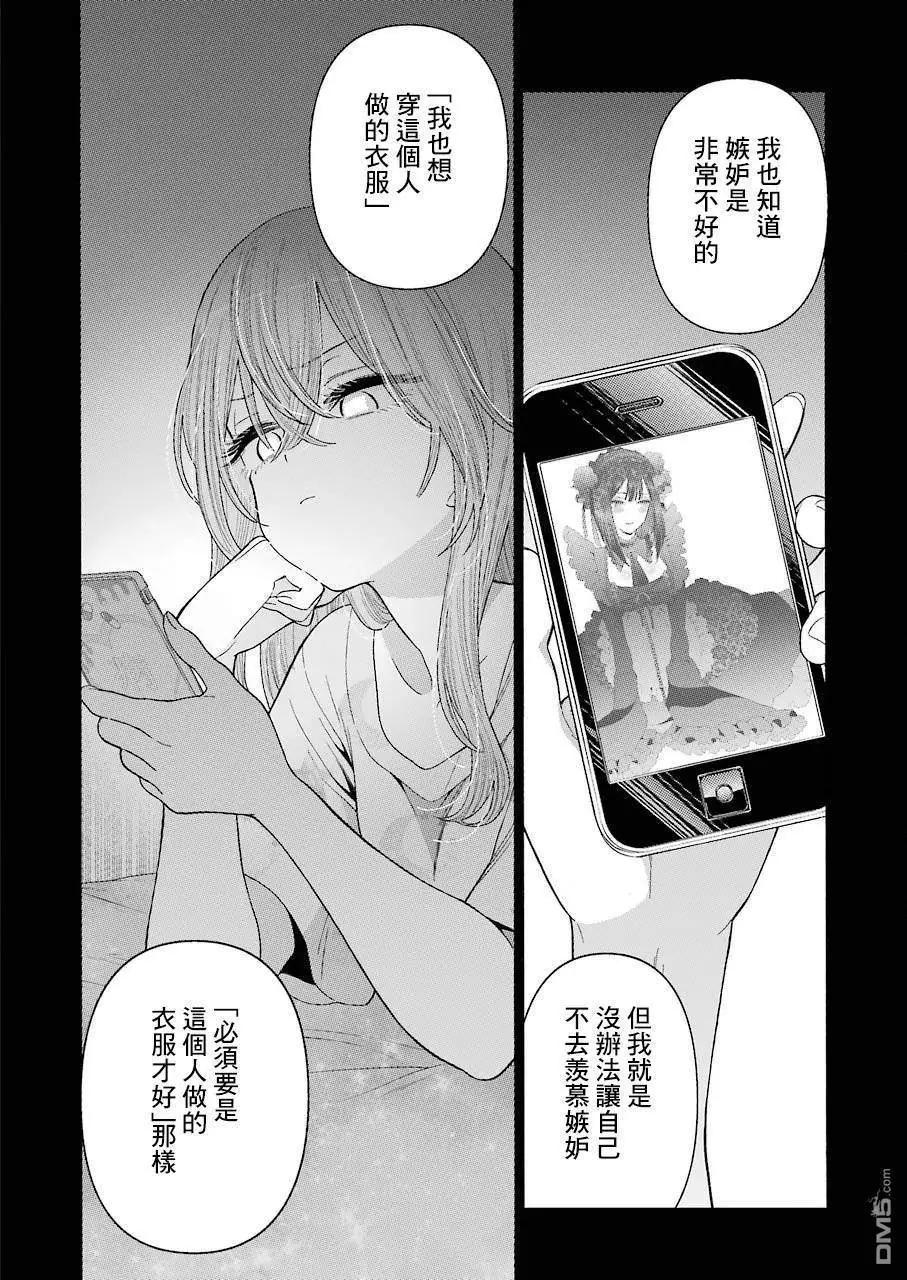 我也知道
嫉妒是
非常不好的
但我就是
沒辦法讓自己
不去羨慕嫉妒
「我也想
穿這個人
做的衣服」
「必須要是
這個人做的
衣服才好」那樣
DM5.com